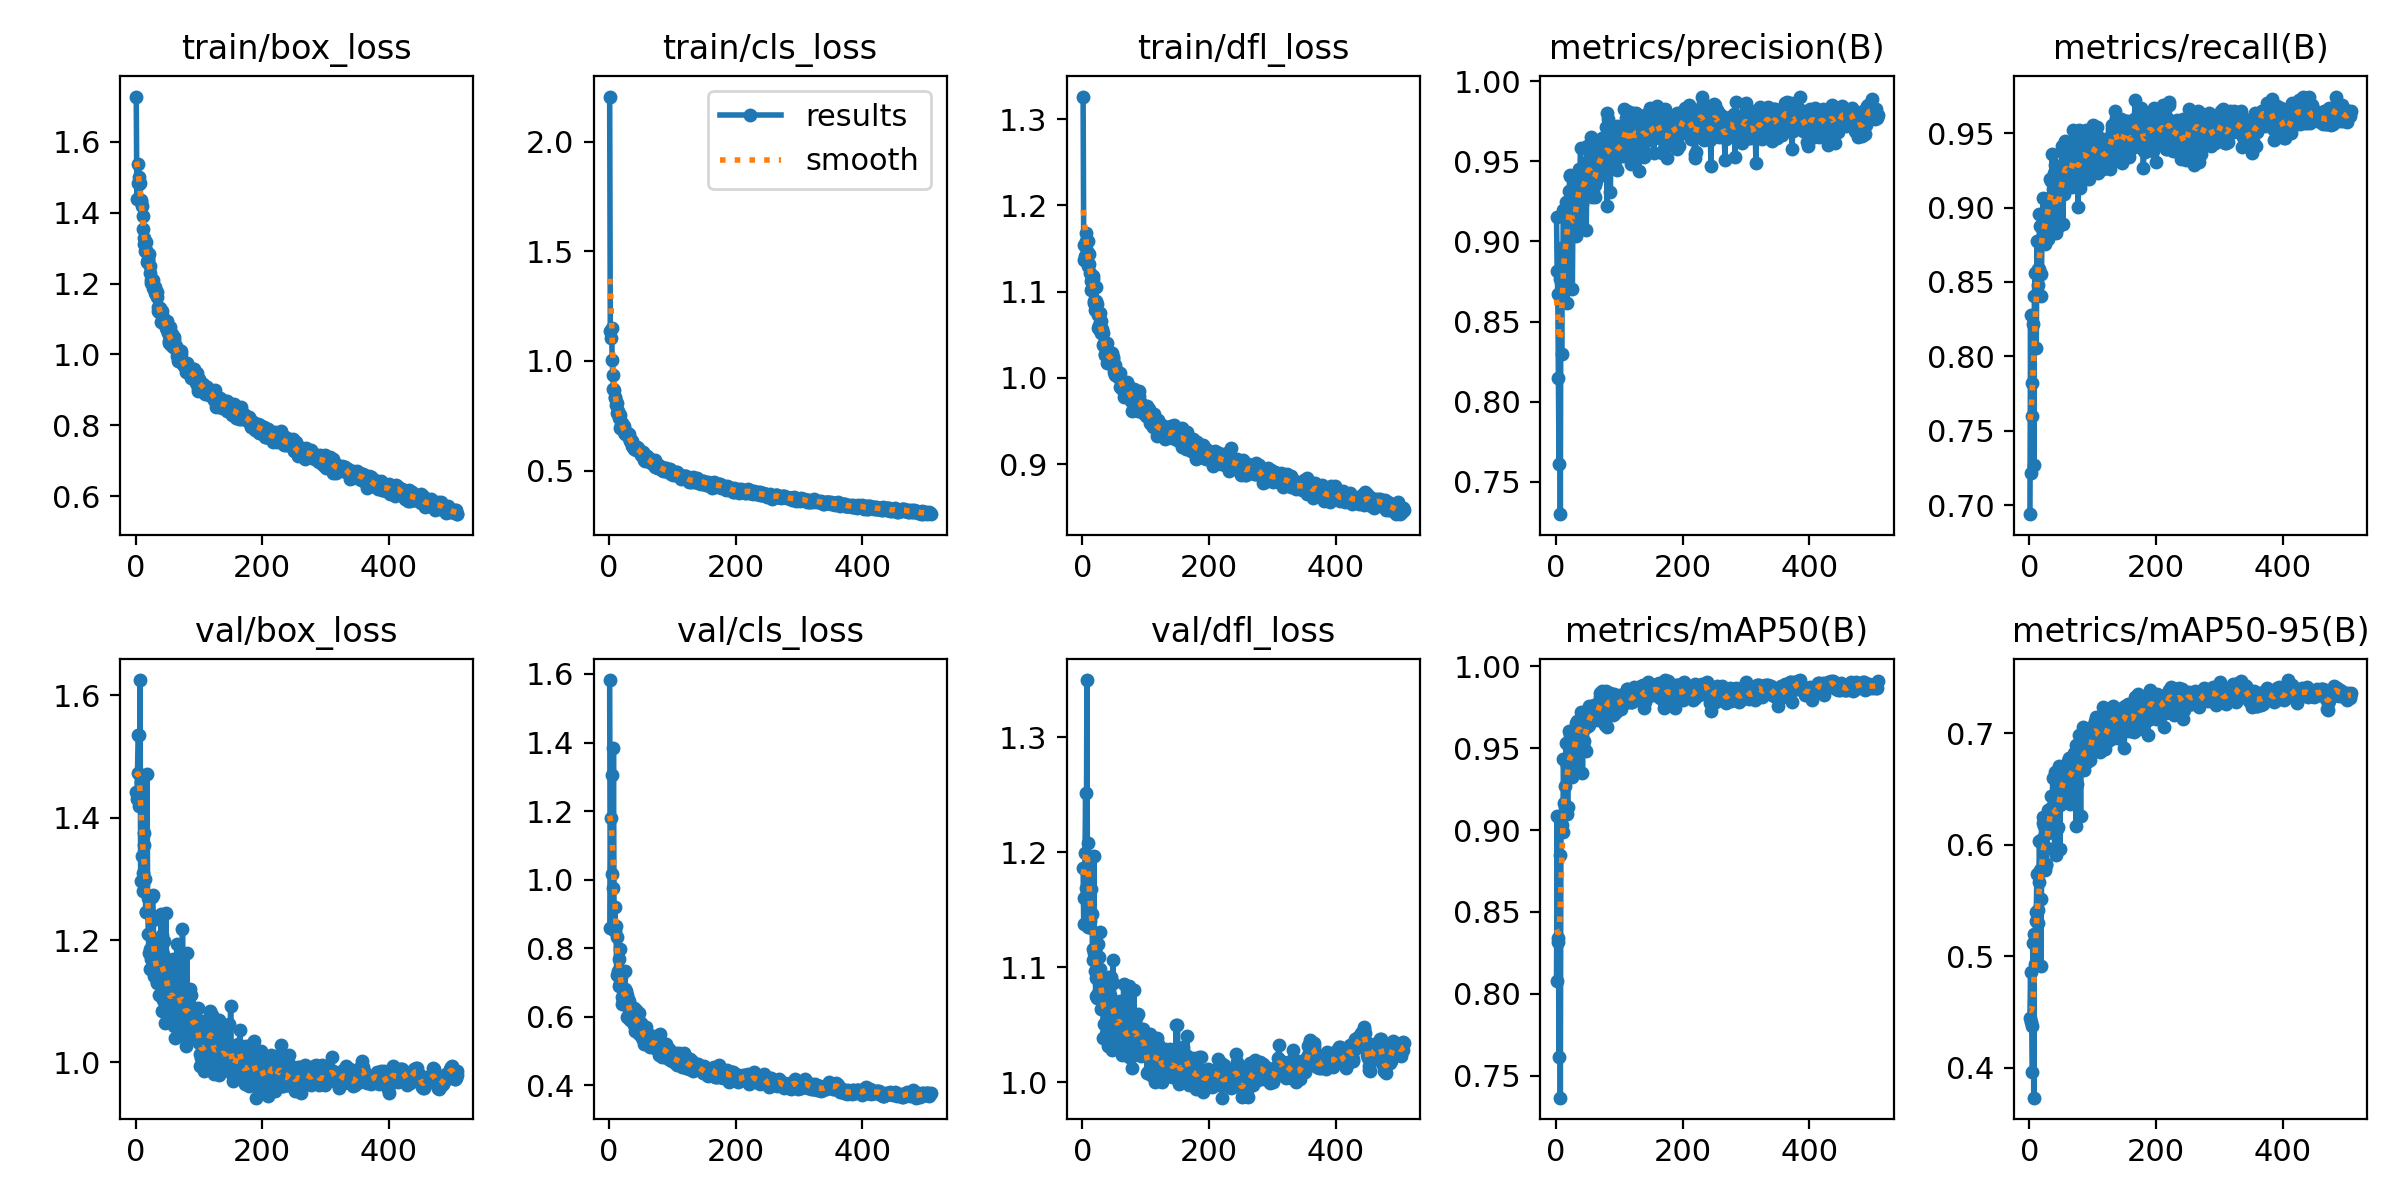 train/box_loss
train/cls_loss
train/dfl_loss
metrics/precision(B)
metrics/recall(B)
1.6
1.4
1.2
1.0
0.8
0.6
0 200 400
2.0
1.5
1.0
0.5
0 200 400
results
smooth
1.3
1.2
1.1
1.0
0.9
0 200 400
1.00
0.95
0.90
0.85
0.80
0.75
0 200 400
0.95
0.90
0.85
0.80
0.75
0.70
0 200 400
val/box_loss
val/cls_loss
val/dfl_loss
metrics/mAP50(B)
metrics/mAP50-95(B)
1.6
1.4
1.2
1.0
0 200 400
1.6
1.4
1.2
1.0
0.8
0.6
0.4
0 200 400
1.3
1.2
1.1
1.0
0 200 400
1.00
0.95
0.90
0.85
0.80
0.75
0 200 400
0.7
0.6
0.5
0.4
0 200 400